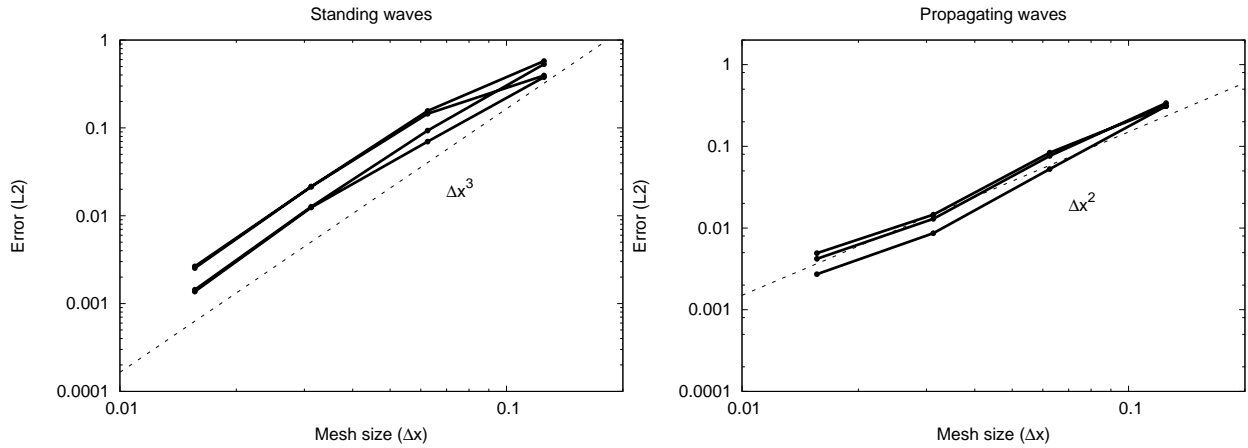 Standing waves
1
0.1
0.01
0.001
0.0001
0.01
0.1
Error (L2)
Mesh size (Δx)
Δx³
Propagating waves
1
0.1
0.01
0.001
0.0001
0.01
0.1
Error (L2)
Mesh size (Δx)
Δx²